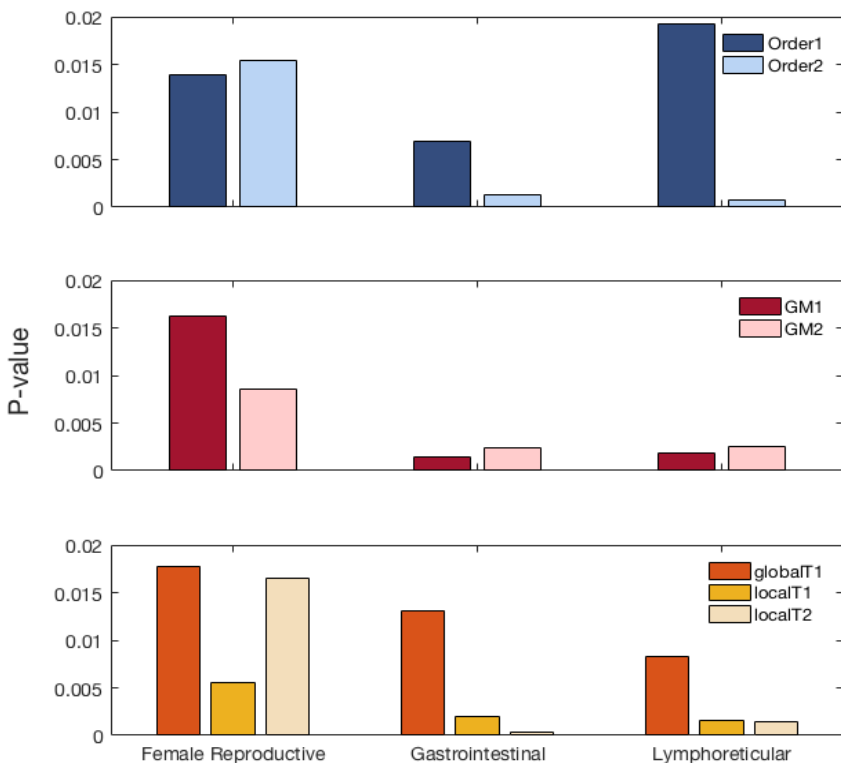 0.02
0.015
0.01
0.005
0
Order1
Order2
0.02
0.015
0.01
0.005
0
GM1
GM2
P-value
0.02
0.015
0.01
0.005
0
globalT1
localT1
localT2
Female Reproductive Gastrointestinal Lymphoreticular